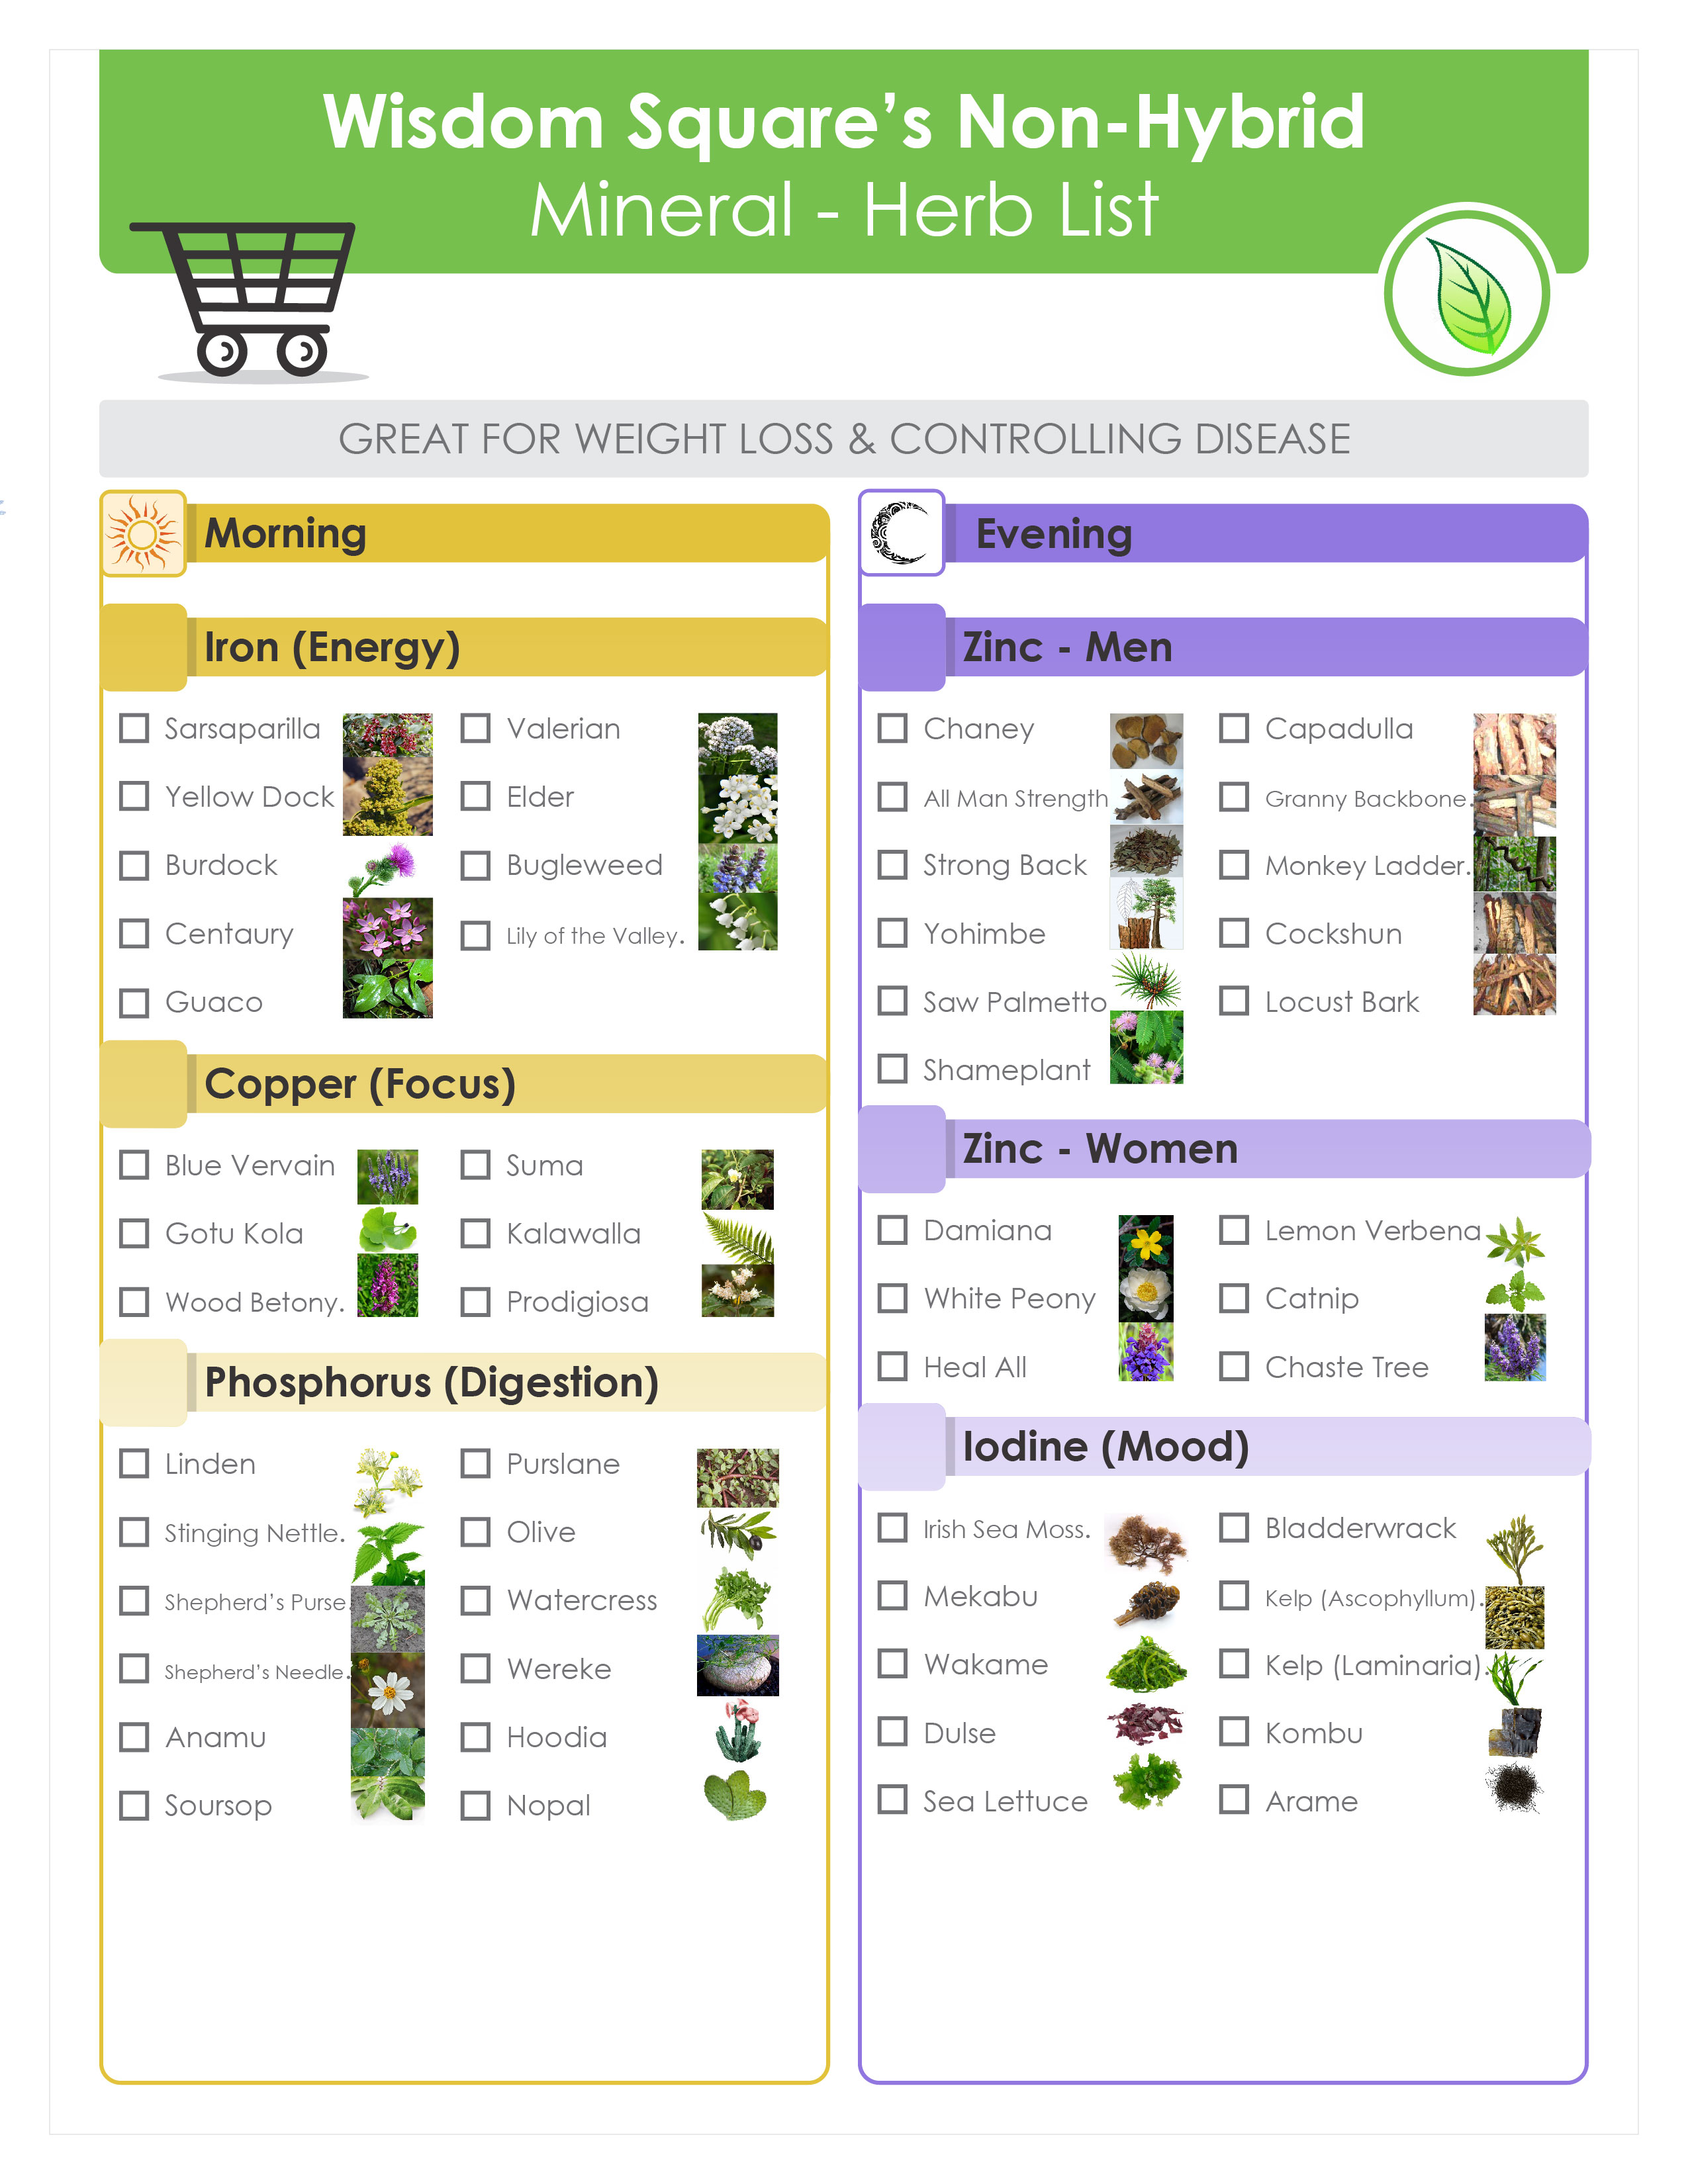 Wisdom Square’s Non-Hybrid
Mineral - Herb List
GREAT FOR WEIGHT LOSS & CONTROLLING DISEASE
Morning
Iron (Energy)
Sarsaparilla
Yellow Dock
Burdock
Centaury
Guaco
Valerian
Elder
Bugleweed
Lily of the Valley.
Copper (Focus)
Blue Vervain
Gotu Kola
Wood Betony.
Suma
Kalawalla
Prodigiosa
Phosphorus (Digestion)
Linden
Stinging Nettle.
Shepherd’s Purse.
Shepherd’s Needle.
Anamu
Soursop
Purslane
Olive
Watercress
Wereke
Hoodia
Nopal
Evening
Zinc - Men
Chaney
All Man Strength
Strong Back
Yohimbe
Saw Palmetto
Shameplant
Capadulla
Granny Backbone.
Monkey Ladder.
Cockshun
Locust Bark
Zinc - Women
Damiana
White Peony
Heal All
Lemon Verbena
Catnip
Chaste Tree
Iodine (Mood)
Irish Sea Moss.
Mekabu
Wakame
Dulse
Sea Lettuce
Bladderwrack
Kelp (Ascophyllum).
Kelp (Laminaria).
Kombu
Arame